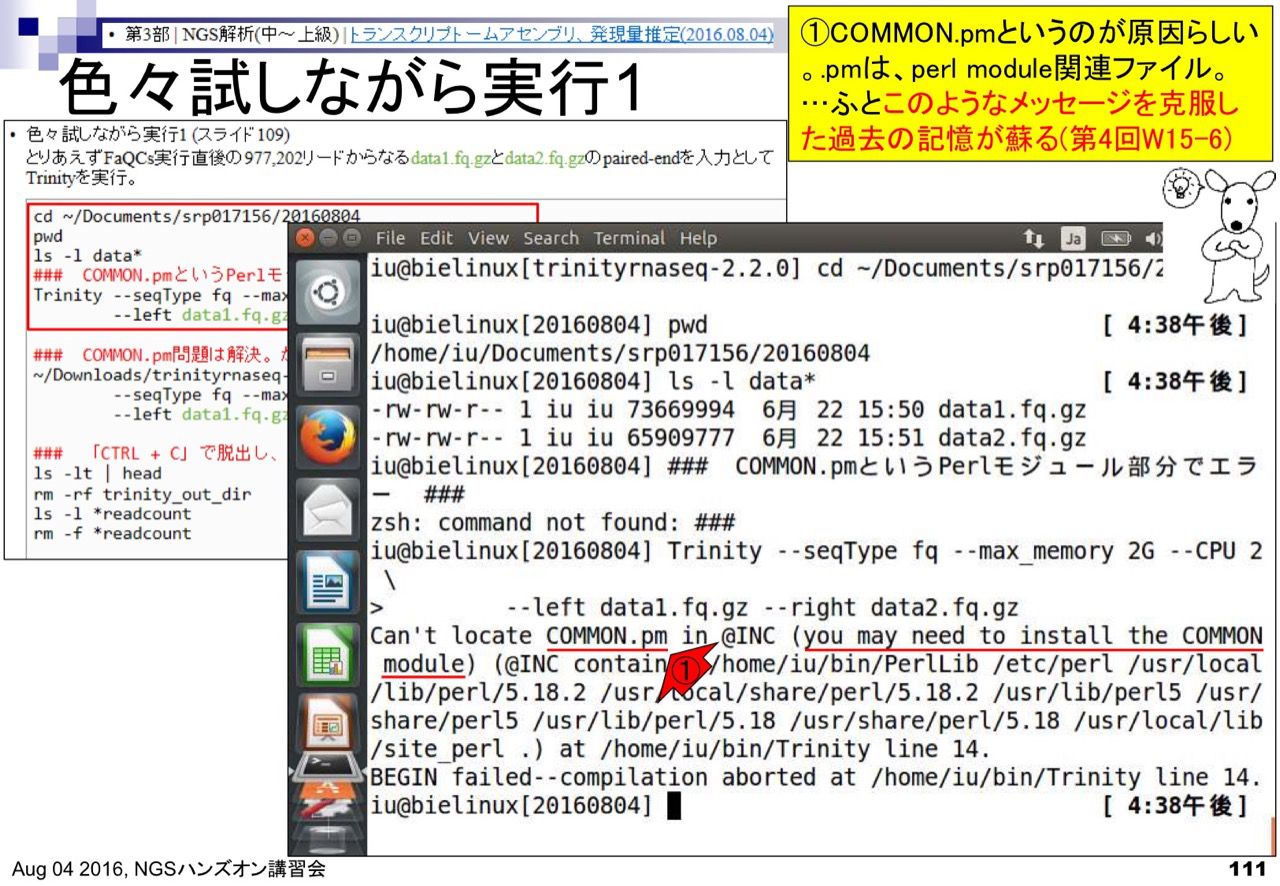 • 第3部 | NGS解析(中～上級) | トランスクリプトームアセンブリ、発現量推定(2016.08.04)
色々試しながら実行1
①COMMON.pmというのが原因らしい
。.pmは、perl module関連ファイル。
…ふとこのようなメッセージを克服し
た過去の記憶が蘇る(第4回W15-6)
• 色々試しながら実行1 (スライド109)
とりあえずFaQCs実行直後の977,202リードからなるdata1.fq.gzとdata2.fq.gzのpaired-endを入力として
Trinityを実行。
cd ~/Documents/srp017156/20160804
pwd
ls -l data*
### COMMON.pmというPerlモ
Trinity --seqType fq --max
--left data1.fq.gz
### COMMON.pm問題は解決。
~/Downloads/trinityrnaseq-
--seqType fq --max
--left data1.fq.g
### 「CTRL + C」で脱出し、
ls -lt | head
rm -rf trinity_out_dir
ls -l *readcount
rm -f *readcount
File Edit View Search Terminal Help
Ja
iu@bielinux[trinityrnaseq-2.2.0] cd ~/Documents/srp017156/2
iu@bielinux[20160804] pwd [ 4:38午後]
/home/iu/Documents/srp017156/20160804
iu@bielinux[20160804] ls -l data* [ 4:38午後]
-rw-rw-r-- 1 iu iu 73669994 6月 22 15:50 data1.fq.gz
-rw-rw-r-- 1 iu iu 65909777 6月 22 15:51 data2.fq.gz
iu@bielinux[20160804] ### COMMON.pmというPerlモジュール部分でエラ
ー ###
zsh: command not found: ###
iu@bielinux[20160804] Trinity --seqType fq --max_memory 2G --CPU 2
\
> --left data1.fq.gz --right data2.fq.gz
Can't locate COMMON.pm in @INC (you may need to install the COMMON
module) (@INC contain /home/iu/bin/PerlLib /etc/perl /usr/local
/lib/perl/5.18.2 /usr/local/share/perl/5.18.2 /usr/lib/perl5 /usr/
share/perl5 /usr/lib/perl/5.18 /usr/share/perl/5.18 /usr/local/lib
/site_perl .) at /home/iu/bin/Trinity line 14.
BEGIN failed--compilation aborted at /home/iu/bin/Trinity line 14.
iu@bielinux[20160804] [ 4:38午後]
①
Aug 04 2016, NGSハンズオン講習会
111